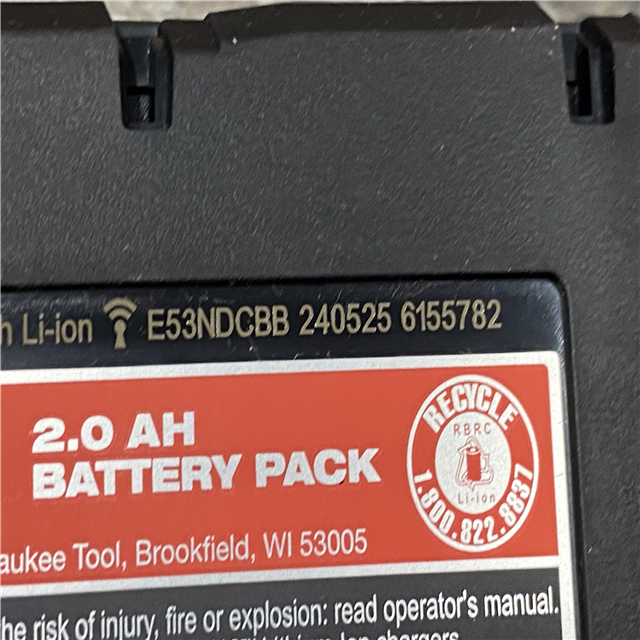 Li-ion E53NDCBB 240525 6155782
2.0 AH
BATTERY PACK
RECYCLE
RBRC
Li-ion
1.800.822.8837
aukee Tool, Brookfield, WI 53005
he risk of injury, fire or explosion: read operator's manual.